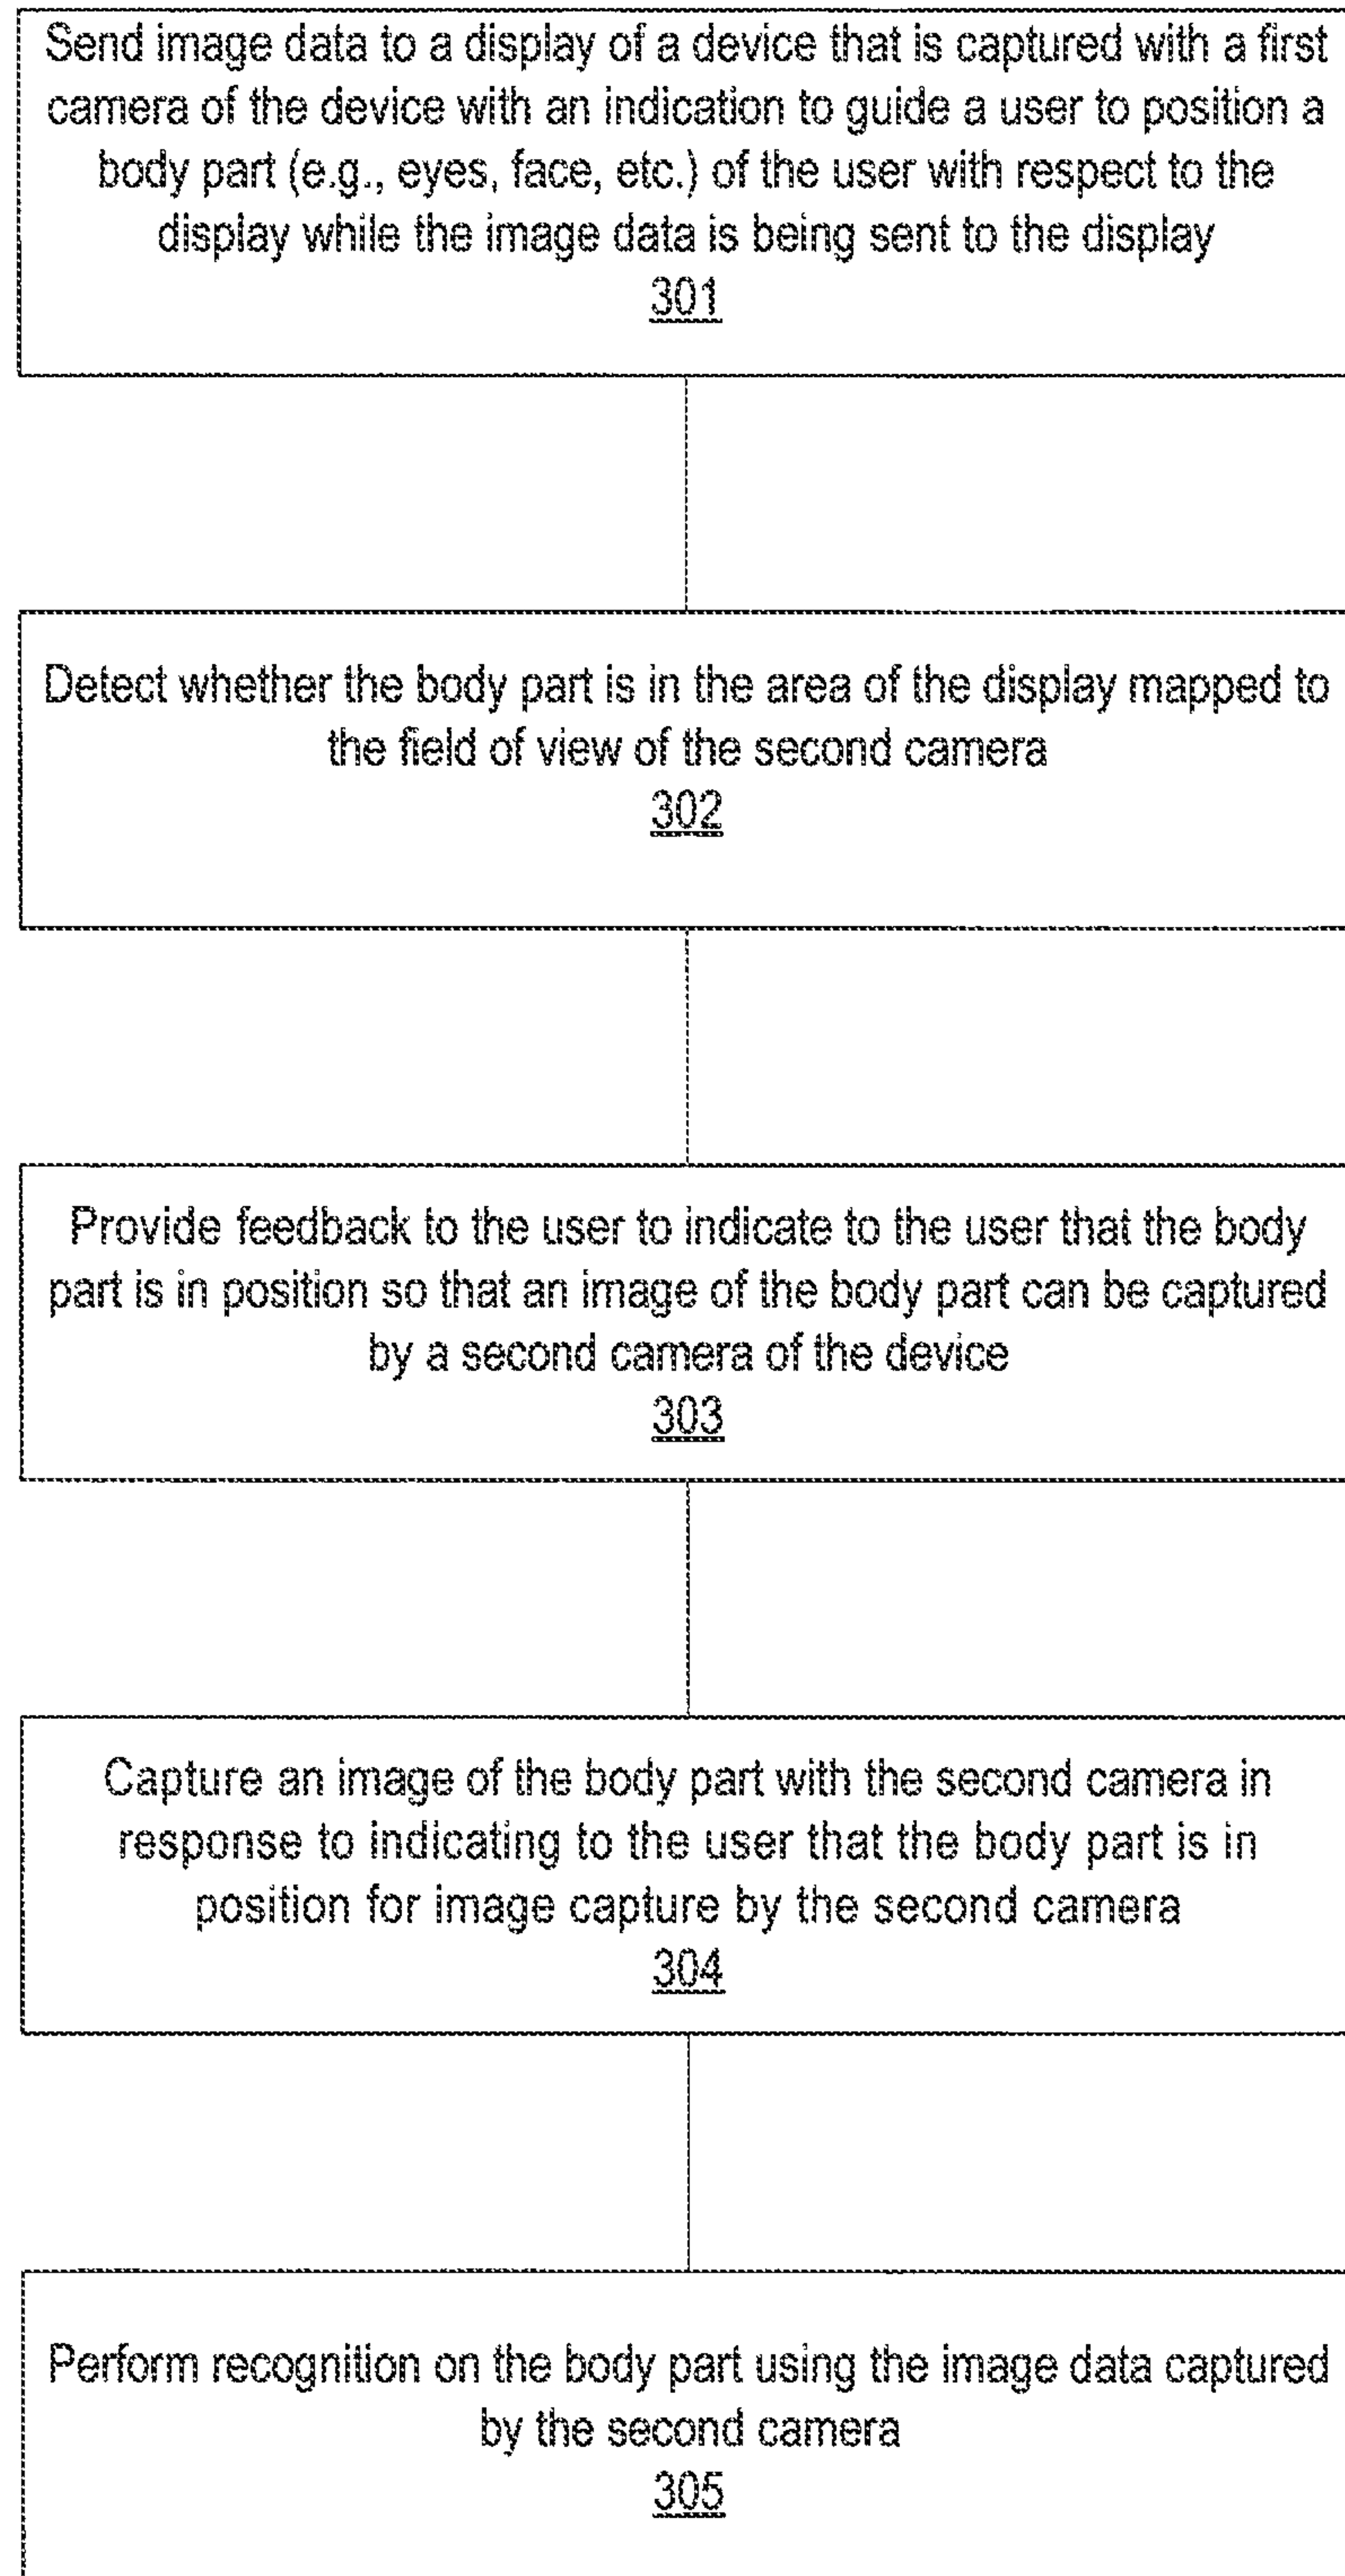 Send image data to a display of a device that is captured with a first
camera of the device with an indication to guide a user to position a
body part (e.g., eyes, face, etc.) of the user with respect to the
display while the image data is being sent to the display
301
Detect whether the body part is in the area of the display mapped to
the field of view of the second camera
302
Provide feedback to the user to indicate to the user that the body
part is in position so that an image of the body part can be captured
by a second camera of the device
303
Capture an image of the body part with the second camera in
response to indicating to the user that the body part is in
position for image capture by the second camera
304
Perform recognition on the body part using the image data captured
by the second camera
305